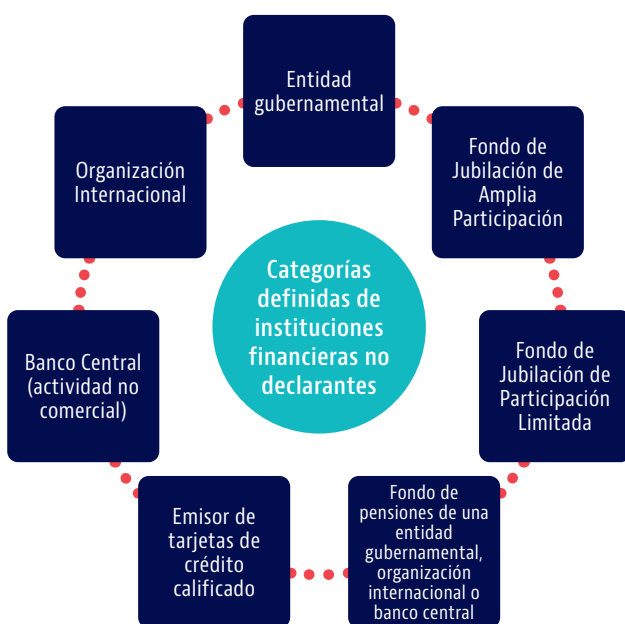 Entidad
gubernamental
Fondo de
Jubilación de
Amplia
Participación
Fondo de
Jubilación de
Participación
Limitada
Fondo de
pensiones de una
entidad
gubernamental,
organización
internacional o
banco central
Emisor de
tarjetas de
crédito
calificado
Banco Central
(actividad no
comercial)
Organización
Internacional
Categorías
definidas de
instituciones
financieras no
declarantes